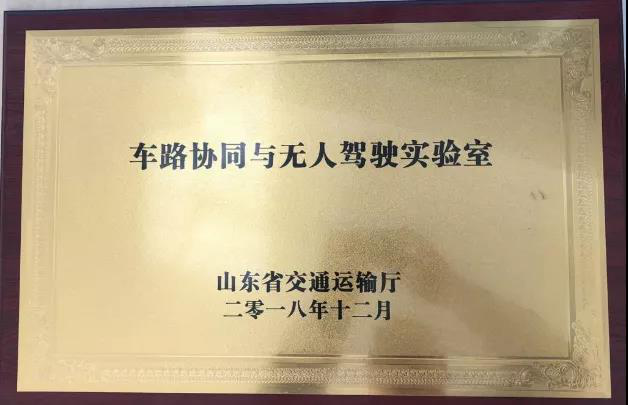 车路协同与无人驾驶实验室
山东省交通运输厅
二零一八年十二月